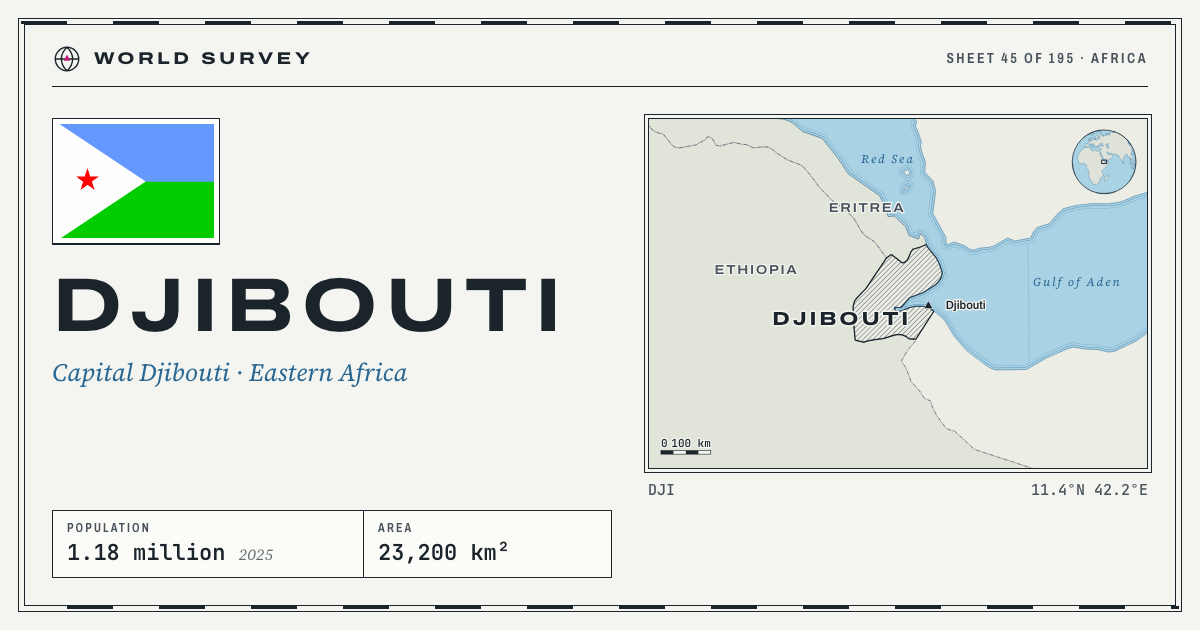 WORLD SURVEY
SHEET 45 OF 195 · AFRICA
DJIBOUTI
Capital Djibouti · Eastern Africa
POPULATION
1.18 million 2025
AREA
23,200 km²
Red Sea
ERITREA
ETHIOPIA
Gulf of Aden
Djibouti
DJIBOUTI
0 100 km
DJI
11.4°N 42.2°E